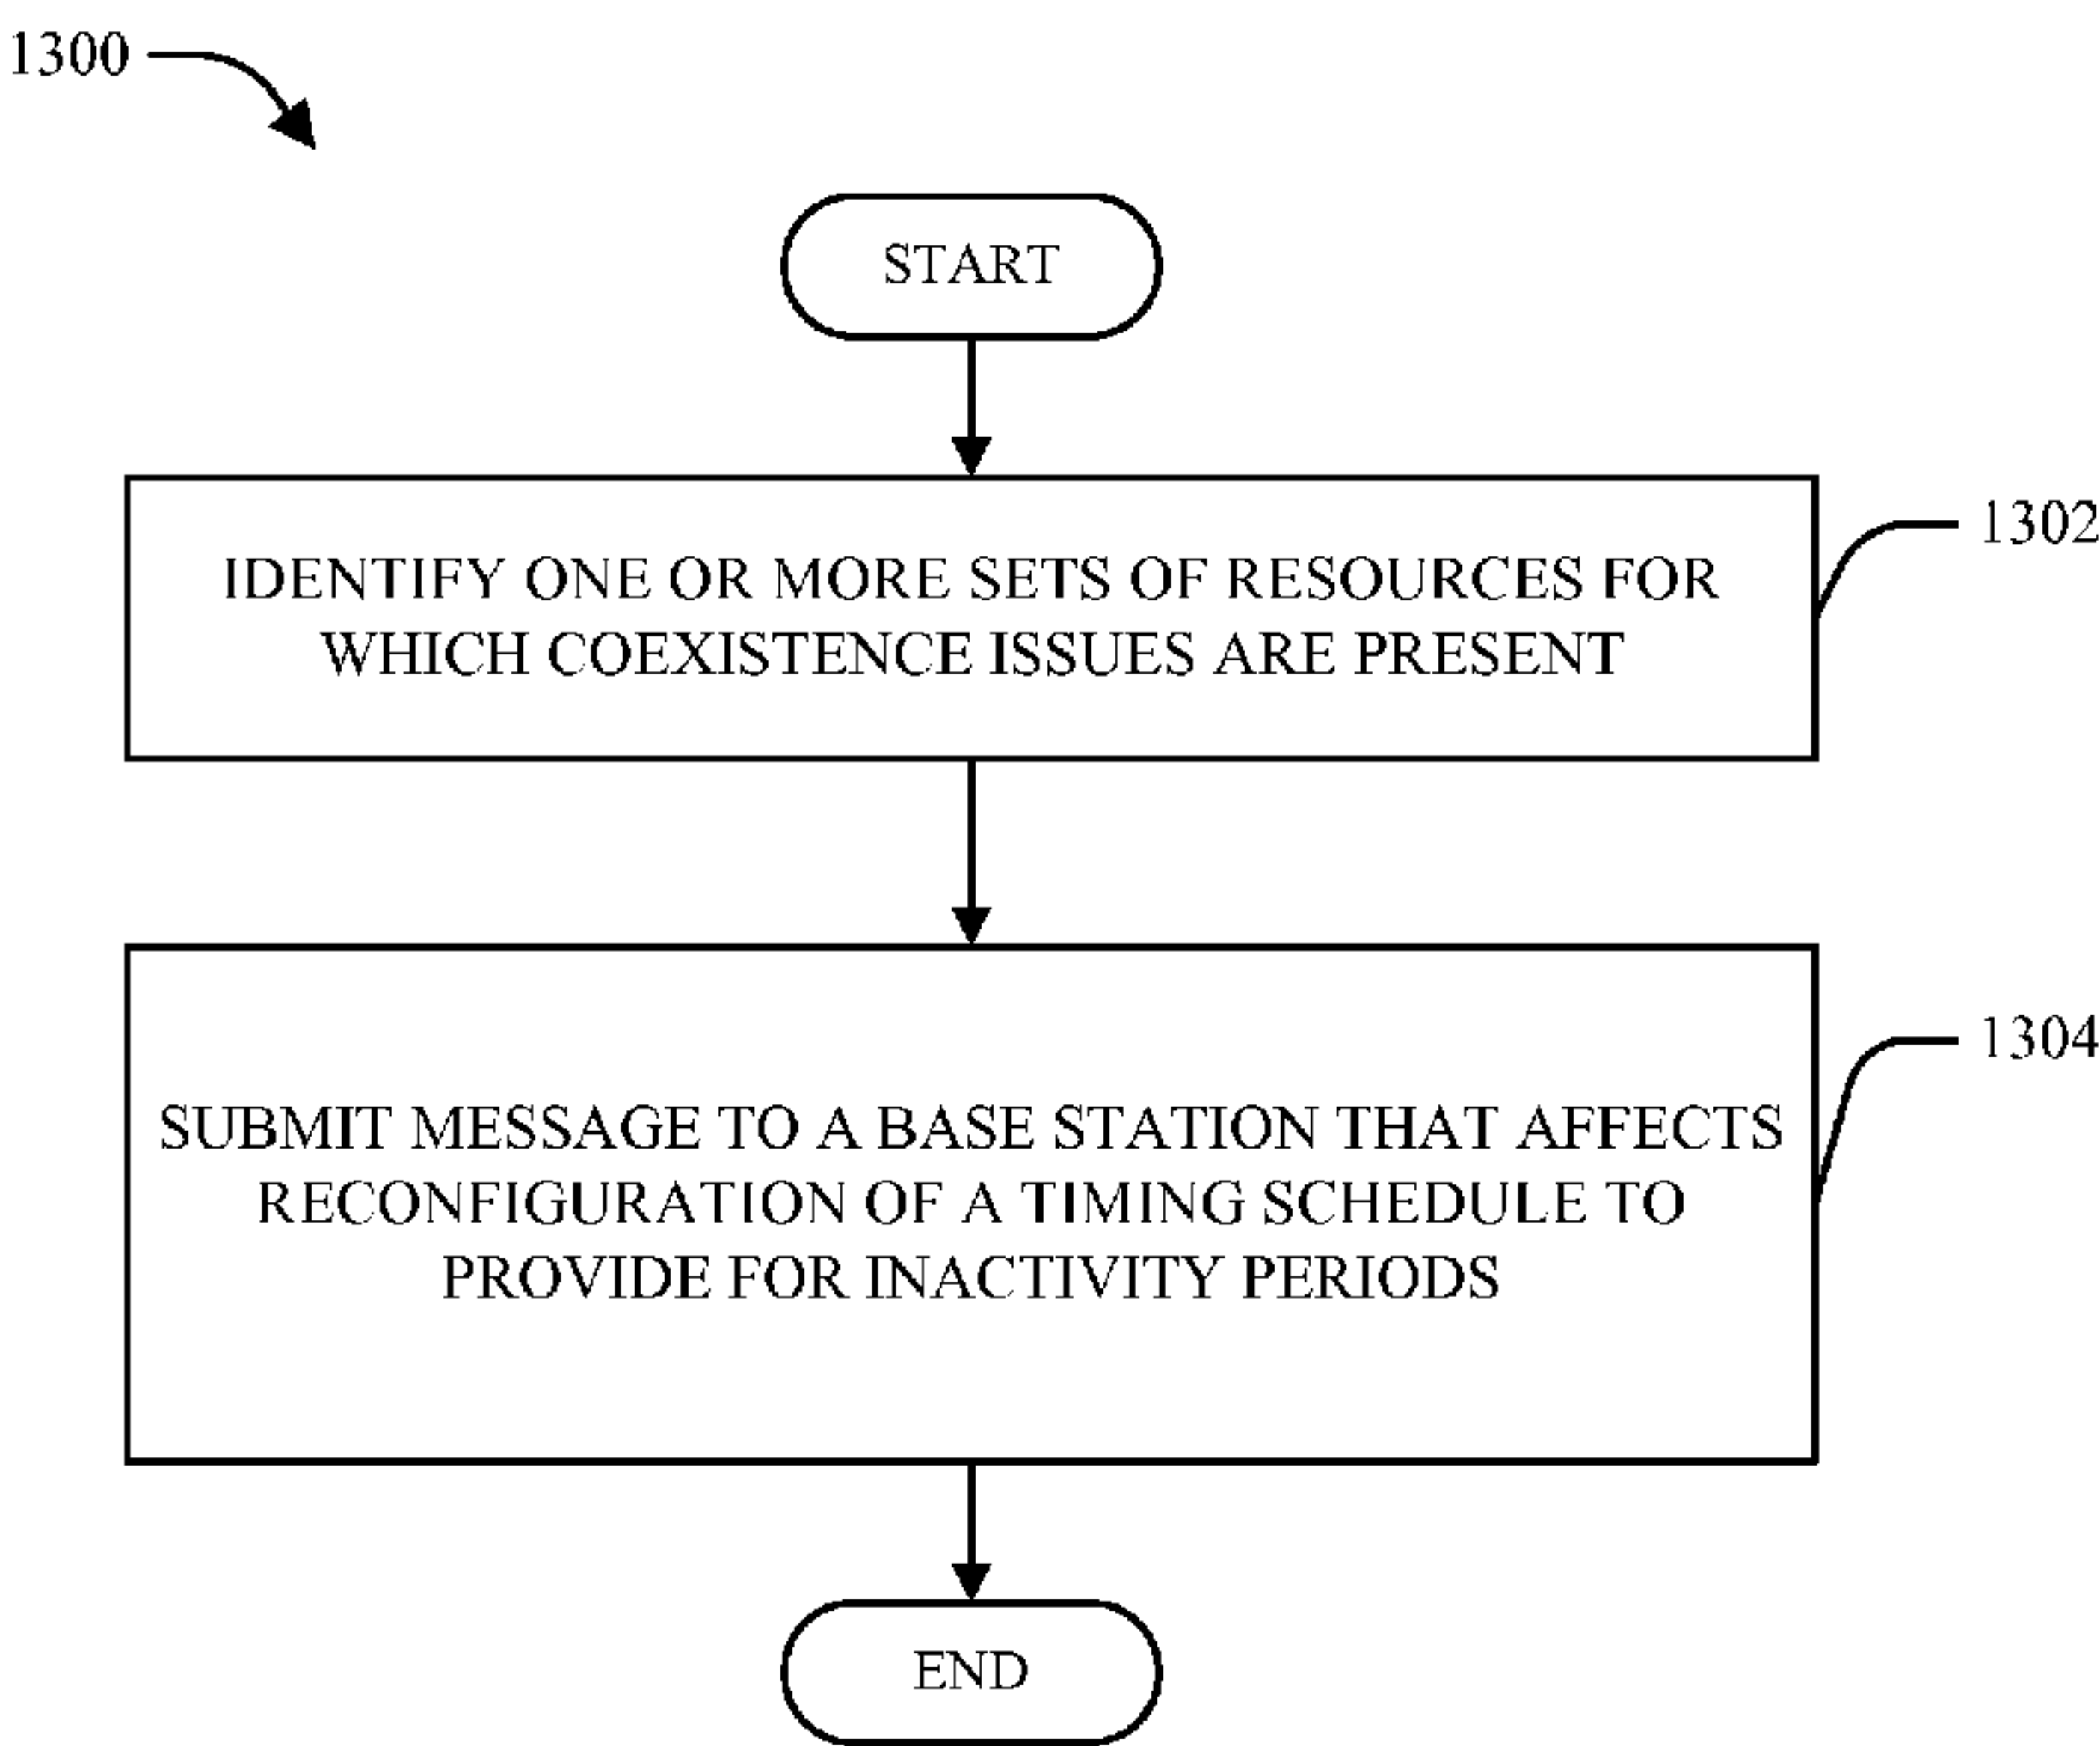 1300
START
IDENTIFY ONE OR MORE SETS OF RESOURCES FOR
WHICH COEXISTENCE ISSUES ARE PRESENT
1302
SUBMIT MESSAGE TO A BASE STATION THAT AFFECTS
RECONFIGURATION OF A TIMING SCHEDULE TO
PROVIDE FOR INACTIVITY PERIODS
1304
END